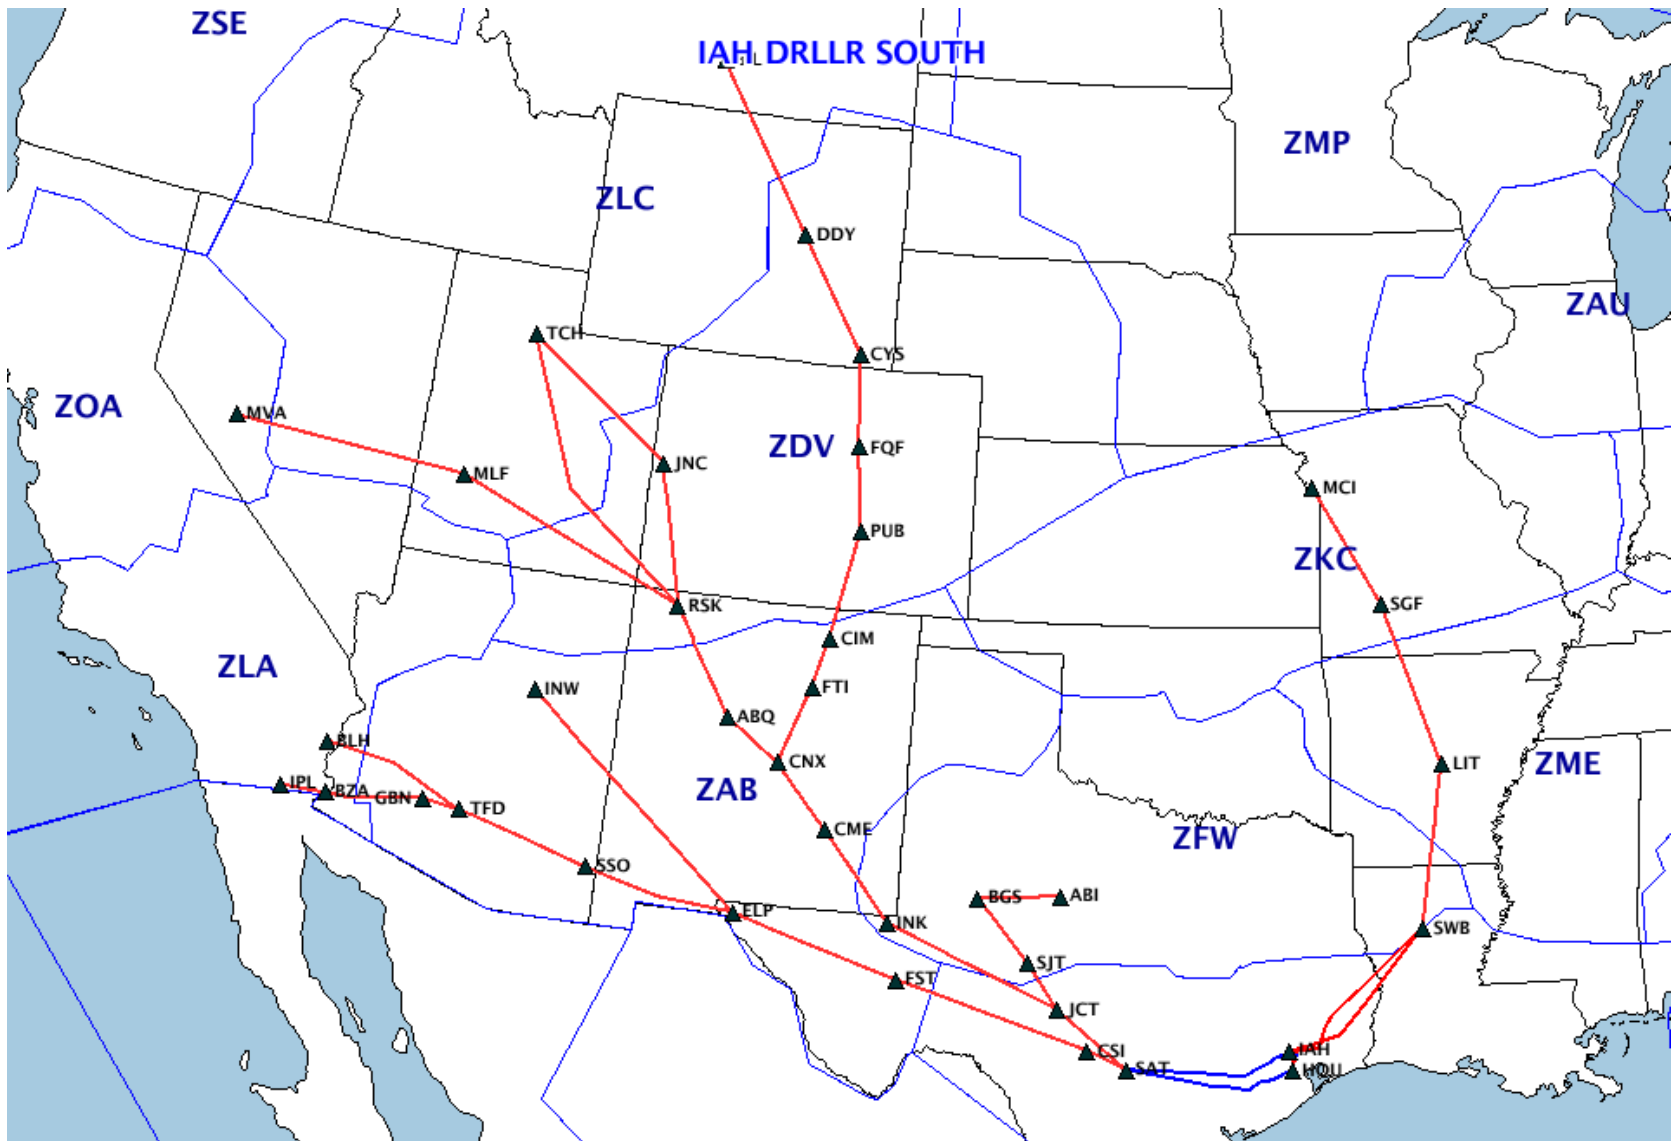 ZSE
IAH DRLLR SOUTH
ZMP
ZLC
DDY
ZAU
TCH
CYS
ZOA
MVA
ZDV
FQF
JNC
MLF
MCI
PUB
ZKC
RSK
SGF
CIM
ZLA
INW
FTI
ABQ
BLH
CNX
LIT
ZME
IPL
BZA
GBN
ZAB
TFD
CME
ZFW
SSO
BGS
ABI
ELP
INK
SWB
SJT
FST
JCT
CSI
IAH
SAT
HOU